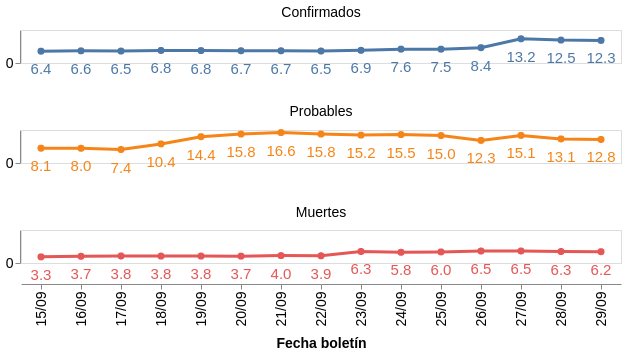 Confirmados
0
6.4 6.6 6.5 6.8 6.8 6.7 6.7 6.5 6.9 7.6 7.5 8.4 13.2 12.5 12.3
Probables
0
8.1 8.0 7.4 10.4 14.4 15.8 16.6 15.8 15.2 15.5 15.0 12.3 15.1 13.1 12.8
Muertes
0
3.3 3.7 3.8 3.8 3.8 3.7 4.0 3.9 6.3 5.8 6.0 6.5 6.5 6.3 6.2
15/09 16/09 17/09 18/09 19/09 20/09 21/09 22/09 23/09 24/09 25/09 26/09 27/09 28/09 29/09
Fecha boletín